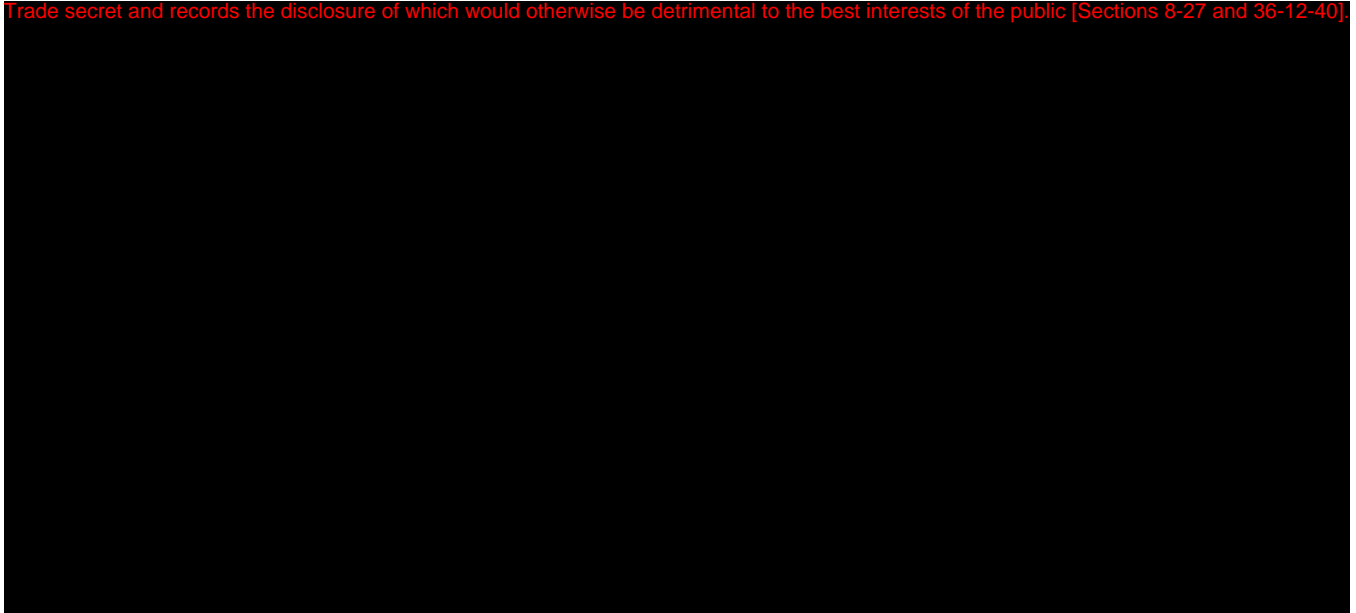 Trade secret and records the disclosure of which would otherwise be detrimental to the best interests of the public [Sections 8-27 and 36-12-40].